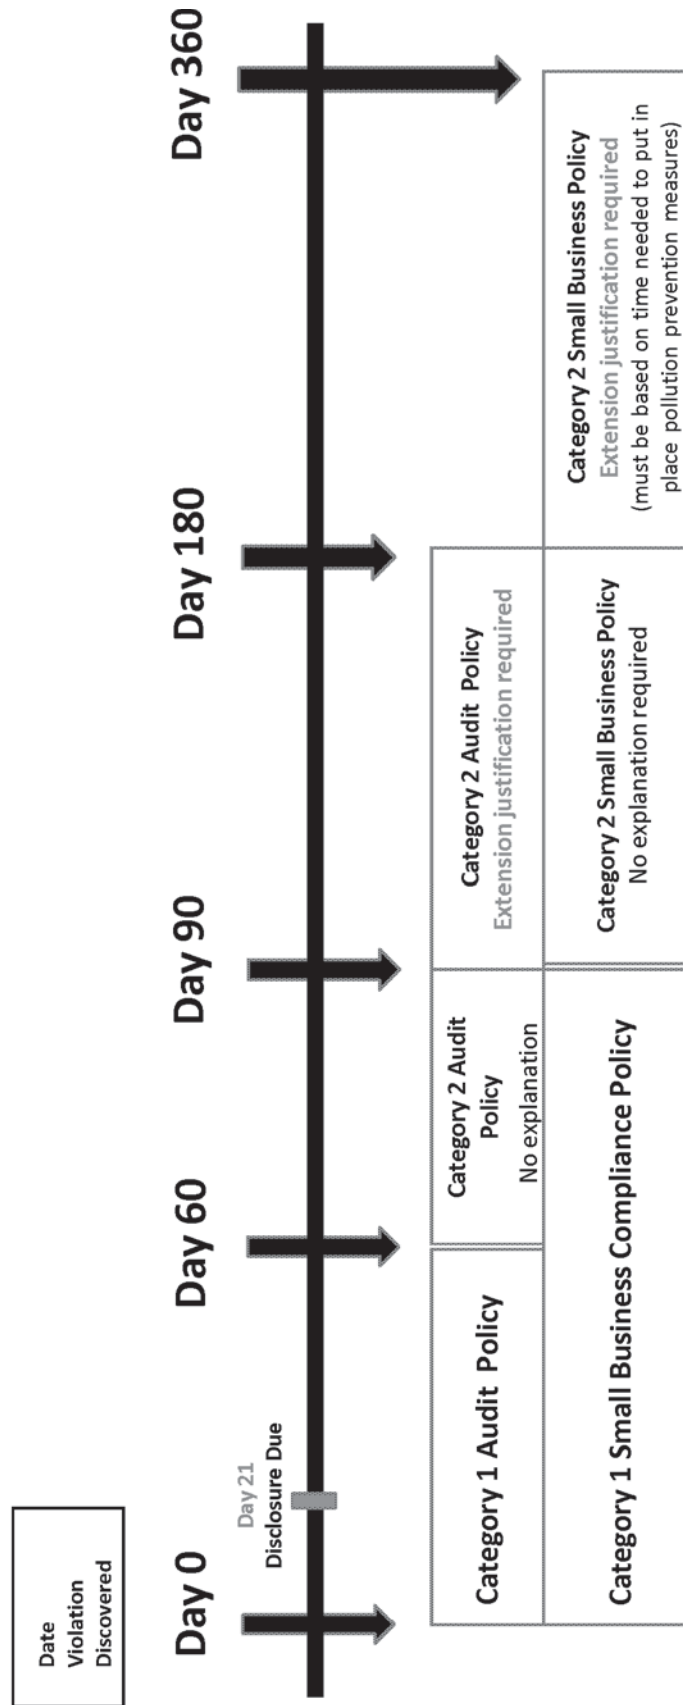 Date
Violation
Discovered
Day 0
Day 60
Day 90
Day 180
Day 360
Day 21
Disclosure Due
Category 1 Audit Policy
Category 2 Audit
Policy
No explanation
Category 2 Audit Policy
Extension justification required
Category 1 Small Business Compliance Policy
Category 2 Small Business Policy
No explanation required
Category 2 Small Business Policy
Extension justification required
(must be based on time needed to put in
place pollution prevention measures)